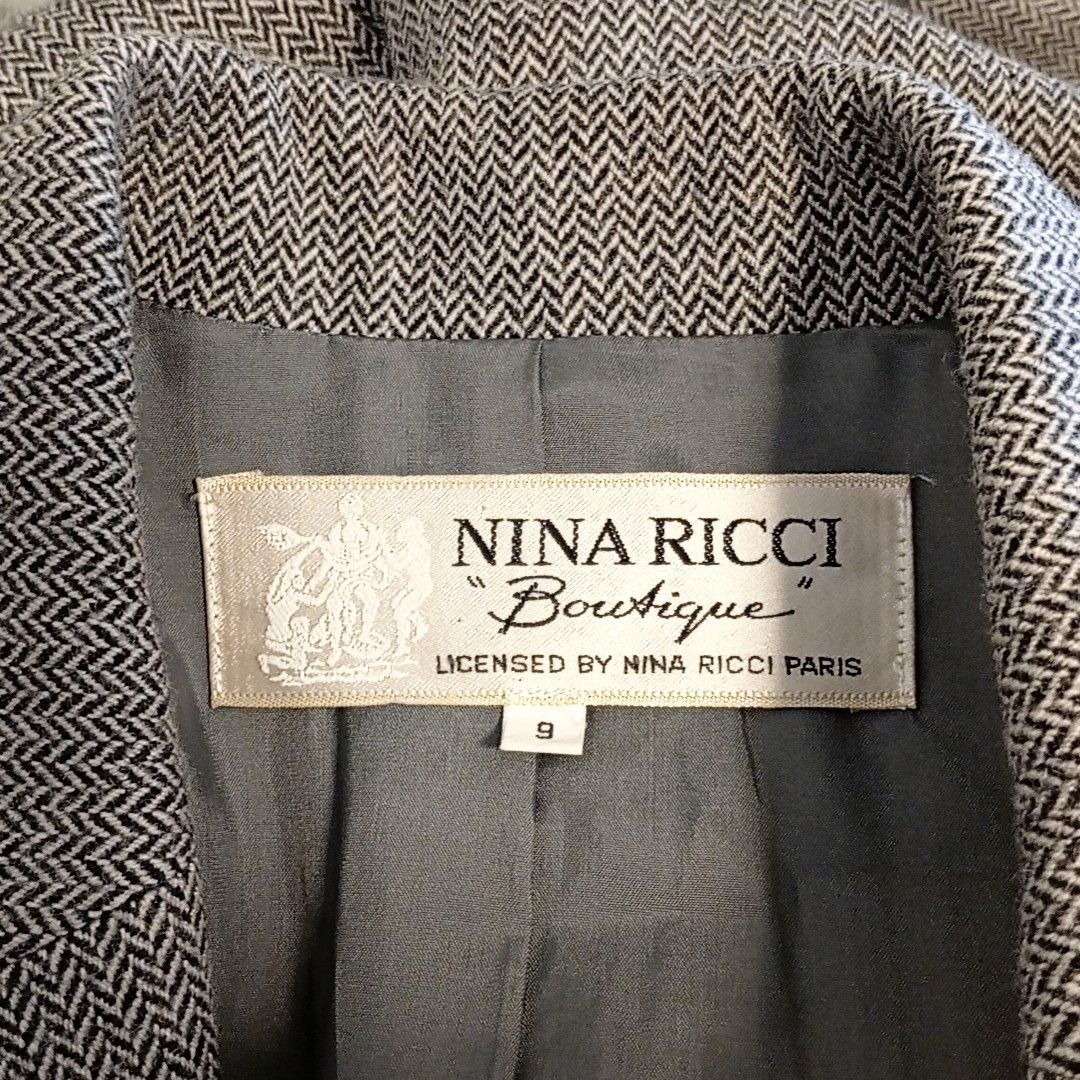 NINA RICCI
"Boutique"
LICENSED BY NINA RICCI PARIS
9